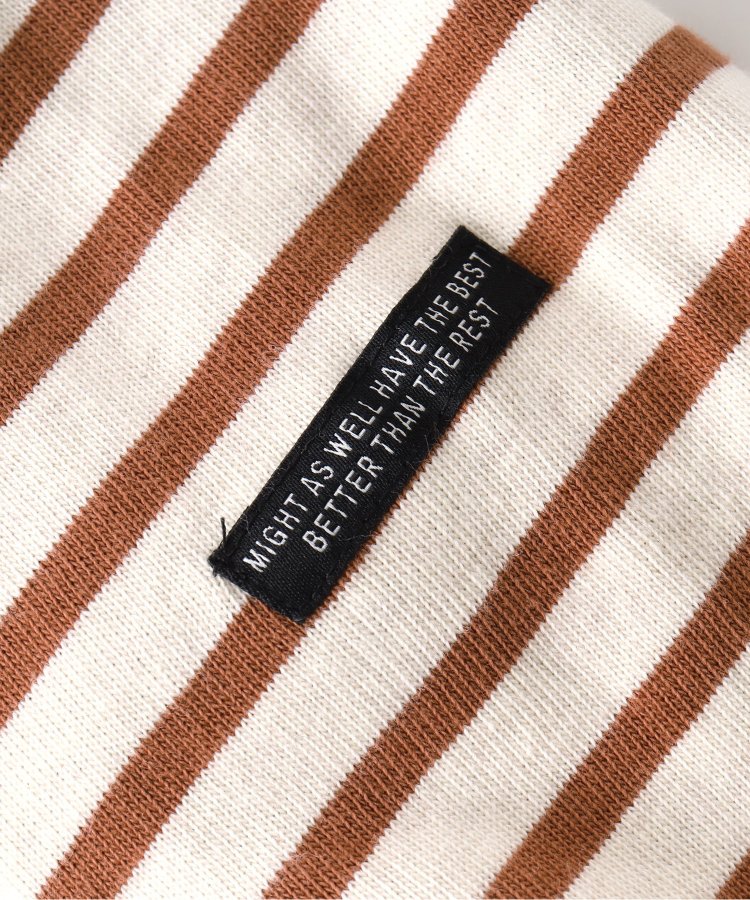 MIGHT AS WELL HAVE THE BEST
BETTER THAN THE REST